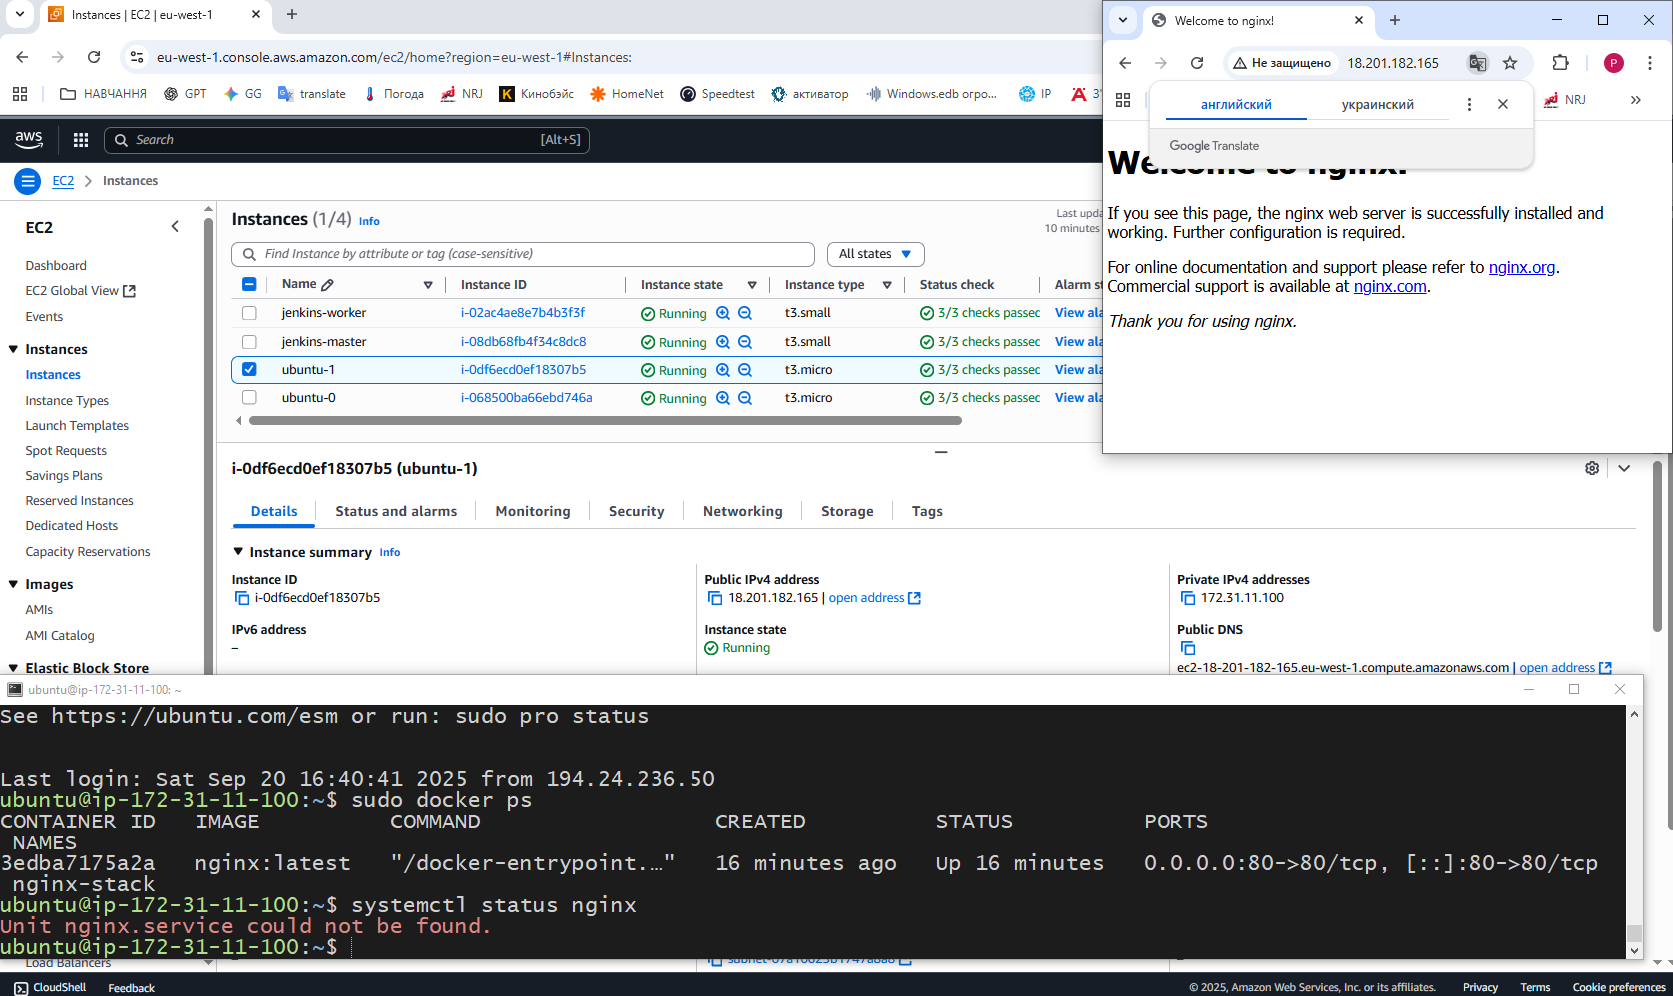 Instances | EC2 | eu-west-1
eu-west-1.console.aws.amazon.com/ec2/home?region=eu-west-1#Instances:
НАВЧАННЯ
GPT
GG
translate
Погода
NRJ
Кинобэйс
HomeNet
Speedtest
активатор
Windows.edb огро...
IP
aws
Search
[Alt+S]
EC2
Instances
EC2
Dashboard
EC2 Global View
Events
Instances
Instances
Instance Types
Launch Templates
Spot Requests
Savings Plans
Reserved Instances
Dedicated Hosts
Capacity Reservations
Images
AMIs
AMI Catalog
Elastic Block Store
Load Balancers
Instances (1/4) Info
Last upda
10 minutes
Find Instance by attribute or tag (case-sensitive)
All states
Name Instance ID Instance state Instance type Status check Alarm st
jenkins-worker i-02ac4ae8e7b4b3f3f Running t3.small 3/3 checks passed View ala
jenkins-master i-08db68fb4f34c8dc8 Running t3.small 3/3 checks passed View ala
ubuntu-1 i-0df6ecd0ef18307b5 Running t3.micro 3/3 checks passed View ala
ubuntu-0 i-068500ba66ebd746a Running t3.micro 3/3 checks passed View ala
i-0df6ecd0ef18307b5 (ubuntu-1)
Details Status and alarms Monitoring Security Networking Storage Tags
Instance summary Info
Instance ID
i-0df6ecd0ef18307b5
IPv6 address
–
Public IPv4 address
18.201.182.165 | open address
Instance state
Running
Private IPv4 addresses
172.31.11.100
Public DNS
ec2-18-201-182-165.eu-west-1.compute.amazonaws.com | open address
Welcome to nginx!
Не защищено 18.201.182.165
P
английский украинский
Google Translate
NRJ
Welcome to nginx!
If you see this page, the nginx web server is successfully installed and
working. Further configuration is required.
For online documentation and support please refer to nginx.org.
Commercial support is available at nginx.com.
Thank you for using nginx.
ubuntu@ip-172-31-11-100: ~
See https://ubuntu.com/esm or run: sudo pro status
Last login: Sat Sep 20 16:40:41 2025 from 194.24.236.50
ubuntu@ip-172-31-11-100:~$ sudo docker ps
CONTAINER ID IMAGE COMMAND CREATED STATUS PORTS
NAMES
3edba7175a2a nginx:latest "/docker-entrypoint.…" 16 minutes ago Up 16 minutes 0.0.0.0:80->80/tcp, [::]:80->80/tcp
nginx-stack
ubuntu@ip-172-31-11-100:~$ systemctl status nginx
Unit nginx.service could not be found.
ubuntu@ip-172-31-11-100:~$
CloudShell Feedback
© 2025, Amazon Web Services, Inc. or its affiliates. Privacy Terms Cookie preferences